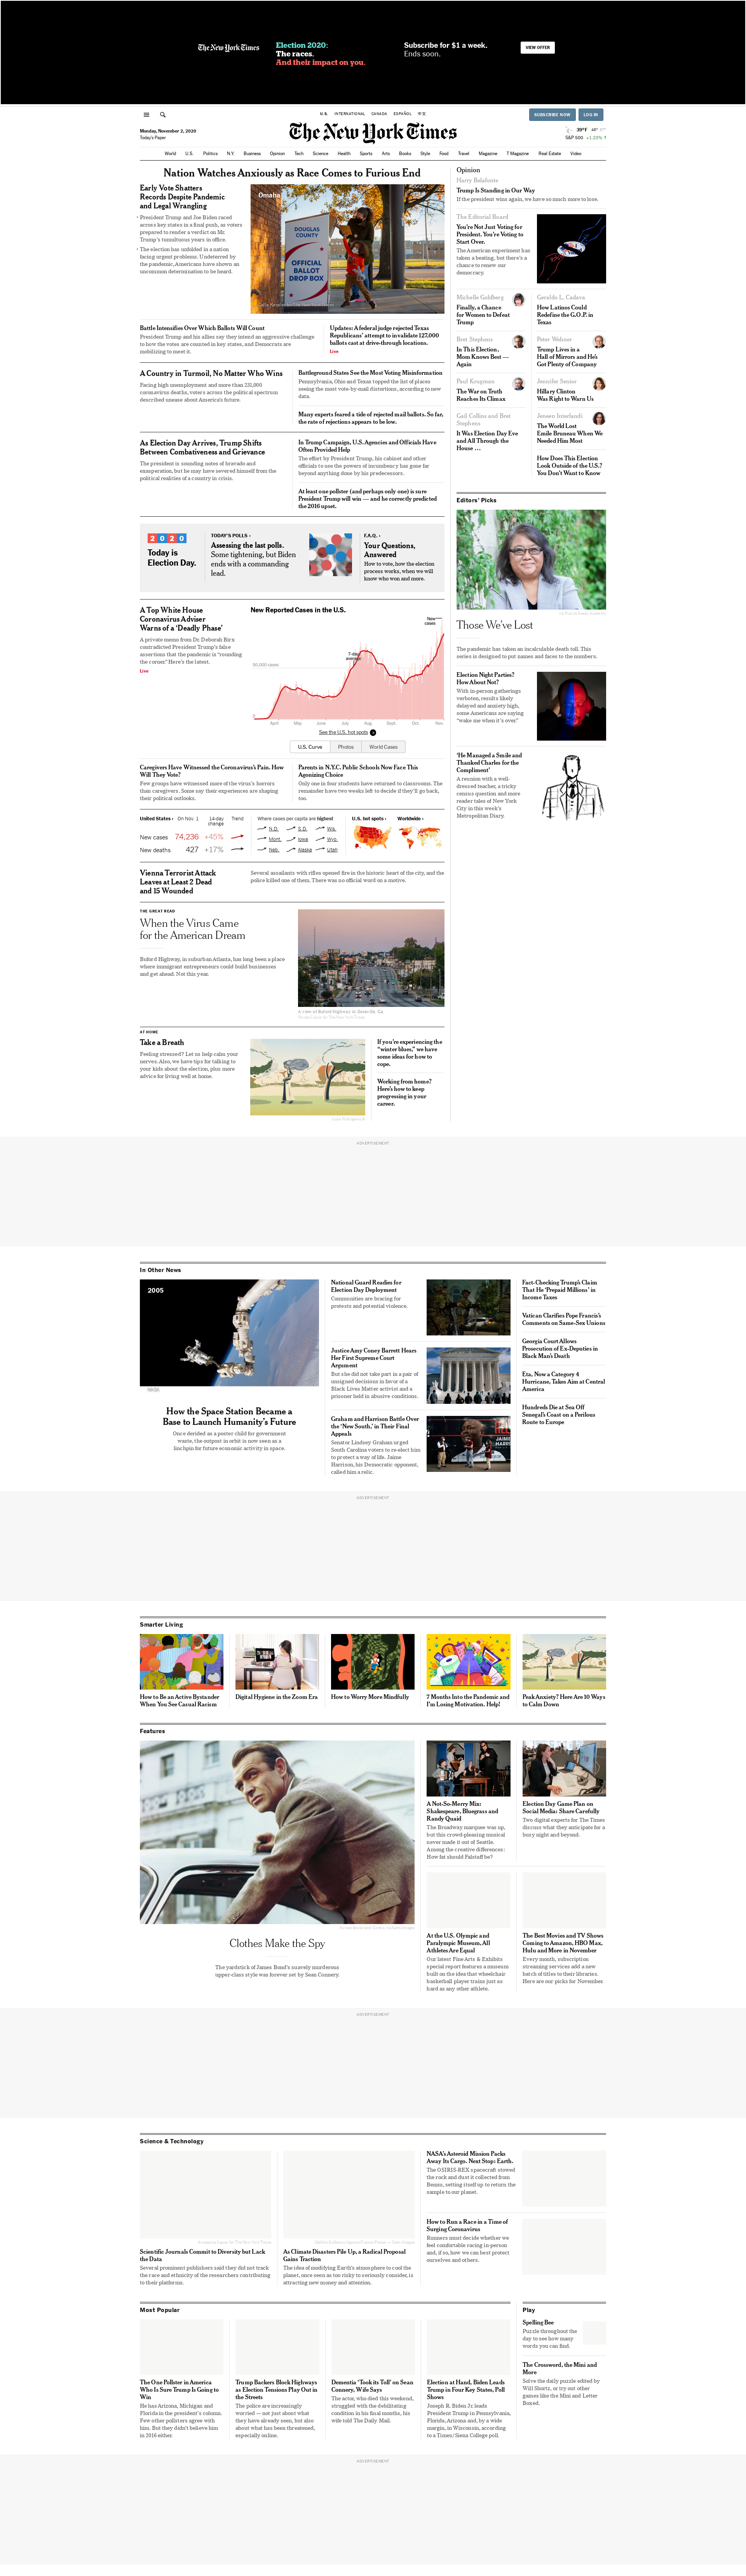 The New York Times
Election 2020:
The races.
And their impact on you.
Subscribe for $1 a week.
Ends soon.
VIEW OFFER
U.S. INTERNATIONAL CANADA ESPAÑOL 中文
SUBSCRIBE NOW
LOG IN
Monday, November 2, 2020
Today's Paper
The New York Times
39°F
S&P 500 +1.23% ↑
World U.S. Politics N.Y. Business Opinion Tech Science Health Sports Arts Books Style Food Travel Magazine T Magazine Real Estate Video
Nation Watches Anxiously as Race Comes to Furious End
Early Vote Shatters
Records Despite Pandemic
and Legal Wrangling
President Trump and Joe Biden raced
across key states in a final push, as voters
prepared to render a verdict on Mr.
Trump's tumultuous years in office.
The election has unfolded in a nation
facing urgent problems. Undeterred by
the pandemic, Americans have shown an
uncommon determination to be heard.
Omaha
DOUGLAS
COUNTY
OFFICIAL
BALLOT
DROP BOX
Battle Intensifies Over Which Ballots Will Count
President Trump and his allies say they intend an aggressive challenge
to how the votes are counted in key states, and Democrats are
mobilizing to meet it.
Updates: A federal judge rejected Texas
Republicans' attempt to invalidate 127,000
ballots cast at drive-through locations.
Live
A Country in Turmoil, No Matter Who Wins
Facing high unemployment and more than 231,000
coronavirus deaths, voters across the political spectrum
described unease about America's future.
Battleground States See the Most Voting Misinformation
Pennsylvania, Ohio and Texas topped the list of places
seeing the most vote-by-mail distortions, according to new
data.
Many experts feared a tide of rejected mail ballots. So far,
the rate of rejections appears to be low.
As Election Day Arrives, Trump Shifts
Between Combativeness and Grievance
The president is sounding notes of bravado and
exasperation, but he may have severed himself from the
political realities of a country in crisis.
In Trump Campaign, U.S. Agencies and Officials Have
Often Provided Help
The effort by President Trump, his cabinet and other
officials to use the powers of incumbency has gone far
beyond anything done by his predecessors.
At least one pollster (and perhaps only one) is sure
President Trump will win — and he correctly predicted
the 2016 upset.
2020
Today is
Election Day.
TODAY'S POLLS ›
Assessing the last polls.
Some tightening, but Biden
ends with a commanding
lead.
F.A.Q. ›
Your Questions,
Answered
How to vote, how the election
process works, when we will
know who won and more.
A Top White House
Coronavirus Adviser
Warns of a 'Deadly Phase'
A private memo from Dr. Deborah Birx
contradicted President Trump's false
assertions that the pandemic is "rounding
the corner." Here's the latest.
Live
New Reported Cases in the U.S.
New
cases
7-day
average
50,000 cases
0
April May June July Aug. Sept. Oct. Nov.
See the U.S. hot spots
U.S. Curve
Photos
World Cases
Caregivers Have Witnessed the Coronavirus's Pain. How
Will They Vote?
Few groups have witnessed more of the virus's horrors
than caregivers. Some say their experiences are shaping
their political outlooks.
Parents in N.Y.C. Public Schools Now Face This
Agonizing Choice
Only one in four students have returned to classrooms. The
remainder have two weeks left to decide if they'll go back,
too.
United States › On Nov. 1 14-day change Trend
New cases 74,236 +45%
New deaths 427 +17%
Where cases per capita are highest
N.D. S.D. Wis.
Mont. Iowa Wyo.
Neb. Alaska Utah
U.S. hot spots ›
Worldwide ›
Vienna Terrorist Attack
Leaves at Least 2 Dead
and 15 Wounded
Several assailants with rifles opened fire in the historic heart of the city, and the
police killed one of them. There was no official word on a motive.
THE GREAT READ
When the Virus Came
for the American Dream
Buford Highway, in suburban Atlanta, has long been a place
where immigrant entrepreneurs could build businesses
and get ahead. Not this year.
A view of Buford Highway in Doraville, Ga.
AT HOME
Take a Breath
Feeling stressed? Let us help calm your
nerves. Also, we have tips for talking to
your kids about the election, plus more
advice for living well at home.
If you're experiencing the
"winter blues," we have
some ideas for how to
cope.
Working from home?
Here's how to keep
progressing in your
career.
Opinion
Harry Belafonte
Trump Is Standing in Our Way
If the president wins again, we have so much more to lose.
The Editorial Board
You're Not Just Voting for
President. You're Voting to
Start Over.
The American experiment has
taken a beating, but there's a
chance to renew our
democracy.
Michelle Goldberg
Finally, a Chance
for Women to Defeat
Trump
Geraldo L. Cadava
How Latinos Could
Redefine the G.O.P. in
Texas
Bret Stephens
In This Election,
Mom Knows Best —
Again
Peter Wehner
Trump Lives in a
Hall of Mirrors and He's
Got Plenty of Company
Paul Krugman
The War on Truth
Reaches Its Climax
Jennifer Senior
Hillary Clinton
Was Right to Warn Us
Gail Collins and Bret
Stephens
It Was Election Day Eve
and All Through the
House …
Jeneen Interlandi
The World Lost
Emile Bruneau When We
Needed Him Most
How Does This Election
Look Outside of the U.S.?
You Don't Want to Know
Editors' Picks
Those We've Lost
The pandemic has taken an incalculable death toll. This
series is designed to put names and faces to the numbers.
Election Night Parties?
How About Not?
With in-person gatherings
verboten, results likely
delayed and anxiety high,
some Americans are saying
"wake me when it's over."
'He Managed a Smile and
Thanked Charles for the
Compliment'
A reunion with a well-
dressed teacher, a tricky
census question and more
reader tales of New York
City in this week's
Metropolitan Diary.
ADVERTISEMENT
In Other News
2005
NASA
How the Space Station Became a
Base to Launch Humanity's Future
Once derided as a poster child for government
waste, the outpost in orbit is now seen as a
linchpin for future economic activity in space.
National Guard Readies for
Election Day Deployment
Communities are bracing for
protests and potential violence.
Justice Amy Coney Barrett Hears
Her First Supreme Court
Argument
But she did not take part in a pair of
unsigned decisions in favor of a
Black Lives Matter activist and a
prisoner held in abusive conditions.
Graham and Harrison Battle Over
the 'New South,' in Their Final
Appeals
Senator Lindsey Graham urged
South Carolina voters to re-elect him
to protect a way of life. Jaime
Harrison, his Democratic opponent,
called him a relic.
Fact-Checking Trump's Claim
That He 'Prepaid Millions' in
Income Taxes
Vatican Clarifies Pope Francis's
Comments on Same-Sex Unions
Georgia Court Allows
Prosecution of Ex-Deputies in
Black Man's Death
Eta, Now a Category 4
Hurricane, Takes Aim at Central
America
Hundreds Die at Sea Off
Senegal's Coast on a Perilous
Route to Europe
ADVERTISEMENT
Smarter Living
How to Be an Active Bystander
When You See Casual Racism
Digital Hygiene in the Zoom Era
How to Worry More Mindfully
7 Months Into the Pandemic and
I'm Losing Motivation. Help!
Peak Anxiety? Here Are 10 Ways
to Calm Down
Features
Clothes Make the Spy
The yardstick of James Bond's suavely murderous
upper-class style was forever set by Sean Connery.
A Not-So-Merry Mix:
Shakespeare, Bluegrass and
Randy Quaid
The Broadway marquee was up,
but this crowd-pleasing musical
never made it out of Seattle.
Among the creative differences:
How fat should Falstaff be?
Election Day Game Plan on
Social Media: Share Carefully
Two digital experts for The Times
discuss what they anticipate for a
busy night and beyond.
At the U.S. Olympic and
Paralympic Museum, All
Athletes Are Equal
Our latest Fine Arts & Exhibits
special report features a museum
built on the idea that wheelchair
basketball player trains just as
hard as any other athlete.
The Best Movies and TV Shows
Coming to Amazon, HBO Max,
Hulu and More in November
Every month, subscription
streaming services add a new
batch of titles to their libraries.
Here are our picks for November.
ADVERTISEMENT
Science & Technology
Scientific Journals Commit to Diversity but Lack
the Data
Several prominent publishers said they did not track
the race and ethnicity of the researchers contributing
to their platforms.
As Climate Disasters Pile Up, a Radical Proposal
Gains Traction
The idea of modifying Earth's atmosphere to cool the
planet, once seen as too risky to seriously consider, is
attracting new money and attention.
NASA's Asteroid Mission Packs
Away Its Cargo. Next Stop: Earth.
The OSIRIS-REX spacecraft stowed
the rock and dust it collected from
Bennu, setting itself up to return the
sample to our planet.
How to Run a Race in a Time of
Surging Coronavirus
Runners must decide whether we
feel comfortable racing in-person
and, if so, how we can best protect
ourselves and others.
Most Popular
The One Pollster in America
Who Is Sure Trump Is Going to
Win
He has Arizona, Michigan and
Florida in the president's column.
Few other pollsters agree with
him. But they didn't believe him
in 2016 either.
Trump Backers Block Highways
as Election Tensions Play Out in
the Streets
The police are increasingly
worried — not just about what
they have already seen, but also
about what has been threatened,
especially online.
Dementia 'Took its Toll' on Sean
Connery, Wife Says
The actor, who died this weekend,
struggled with the debilitating
condition in his final months, his
wife told The Daily Mail.
Election at Hand, Biden Leads
Trump in Four Key States, Poll
Shows
Joseph R. Biden Jr. leads
President Trump in Pennsylvania,
Florida, Arizona and, by a wide
margin, in Wisconsin, according
to a Times/Siena College poll.
Play
Spelling Bee
Puzzle throughout the
day to see how many
words you can find.
The Crossword, the Mini and
More
Solve the daily puzzle edited by
Will Shortz, or try out other
games like the Mini and Letter
Boxed.
ADVERTISEMENT